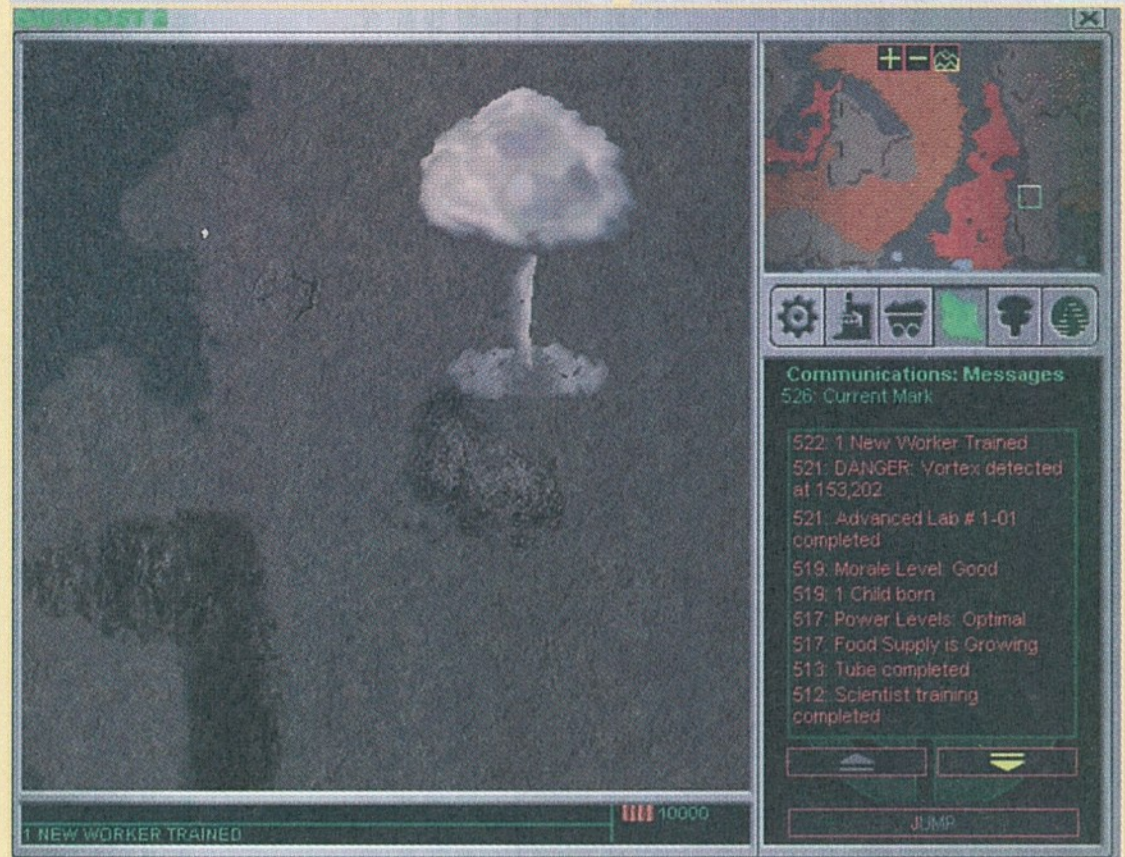 OUTPOST 2
Communications: Messages
526: Current Mark
522: 1 New Worker Trained
521: DANGER: Vortex detected
at 153,202
521: Advanced Lab # 1-01
completed
519: Morale Level: Good
519: 1 Child born
517: Power Levels: Optimal
517: Food Supply is Growing
513: Tube completed
512: Scientist training
completed
10000
JUMP
1 NEW WORKER TRAINED